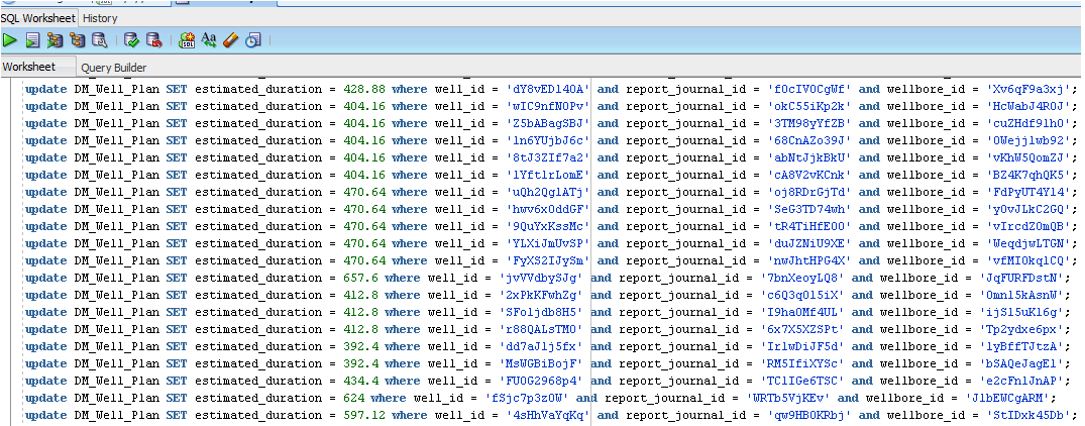 SQL Worksheet History
Worksheet Query Builder
update DM_Well_Plan SET estimated_duration = 428.88 where well_id = 'dY8vED140A' and report_journal_id = 'f0cIV0CgWf' and wellbore_id = 'Xv6qF9a3xj';
update DM_Well_Plan SET estimated_duration = 404.16 where well_id = 'wIC9nfN0Pv' and report_journal_id = 'okC55iKp2k' and wellbore_id = 'HcWabJ4R0J';
update DM_Well_Plan SET estimated_duration = 404.16 where well_id = 'Z5bABagSBJ' and report_journal_id = '3TM98yYfZB' and wellbore_id = 'cuZHdf9lh0';
update DM_Well_Plan SET estimated_duration = 404.16 where well_id = 'ln6YUjbJ6c' and report_journal_id = '68CnAZo39J' and wellbore_id = '0Wejjlwb92';
update DM_Well_Plan SET estimated_duration = 404.16 where well_id = '8tJ3ZIf7a2' and report_journal_id = 'abNtJjkBkU' and wellbore_id = 'vKhW5QomZJ';
update DM_Well_Plan SET estimated_duration = 404.16 where well_id = 'lYftlrLomE' and report_journal_id = 'cA8V2vKCnk' and wellbore_id = 'BZ4K7qhQK5';
update DM_Well_Plan SET estimated_duration = 470.64 where well_id = 'uQh2QglATj' and report_journal_id = 'oj8RDrGjTd' and wellbore_id = 'FdPyUT4Yl4';
update DM_Well_Plan SET estimated_duration = 470.64 where well_id = 'hwv6x0ddGF' and report_journal_id = 'SeG3TD74wh' and wellbore_id = 'y0vJLkC2GQ';
update DM_Well_Plan SET estimated_duration = 470.64 where well_id = '9QuYxKssMc' and report_journal_id = 'tR4TiHfE00' and wellbore_id = 'vIrcdZ0mQB';
update DM_Well_Plan SET estimated_duration = 470.64 where well_id = 'YLXiJmUvSP' and report_journal_id = 'duJZNiU9XE' and wellbore_id = 'WeqdjwLTGN';
update DM_Well_Plan SET estimated_duration = 470.64 where well_id = 'FyXS2IJySm' and report_journal_id = 'nwJhtHPG4X' and wellbore_id = 'vfMI0kqlCQ';
update DM_Well_Plan SET estimated_duration = 657.6 where well_id = 'jvVVdbySJg' and report_journal_id = '7bnXeoyLQ8' and wellbore_id = 'JqFURFDstN';
update DM_Well_Plan SET estimated_duration = 412.8 where well_id = '2xPkKFwhZg' and report_journal_id = 'c6Q3q0l5iX' and wellbore_id = '0mnl5kAsnW';
update DM_Well_Plan SET estimated_duration = 412.8 where well_id = 'SFoljdb8H5' and report_journal_id = 'I9ha0Mf4UL' and wellbore_id = 'ijSl5uKl6g';
update DM_Well_Plan SET estimated_duration = 412.8 where well_id = 'r88QALsTM0' and report_journal_id = '6x7X5XZSPt' and wellbore_id = 'Tp2ydxe6px';
update DM_Well_Plan SET estimated_duration = 392.4 where well_id = 'dd7aJlj5fx' and report_journal_id = 'IrlwDiJF5d' and wellbore_id = 'lyBffTJtzA';
update DM_Well_Plan SET estimated_duration = 392.4 where well_id = 'MsWGBiBojF' and report_journal_id = 'RM5IfiXYSc' and wellbore_id = 'bSAQeJagEl';
update DM_Well_Plan SET estimated_duration = 434.4 where well_id = 'FU0G2968p4' and report_journal_id = 'TClIGe6TSC' and wellbore_id = 'e2cFnlJnAP';
update DM_Well_Plan SET estimated_duration = 624 where well_id = 'fSjc7p3z0W' and report_journal_id = 'WRTb5VjKEv' and wellbore_id = 'JlbEWCgARM';
update DM_Well_Plan SET estimated_duration = 597.12 where well_id = '4sHhVaYqKq' and report_journal_id = 'qw9HB0KRbj' and wellbore_id = 'StIDxk45Db';